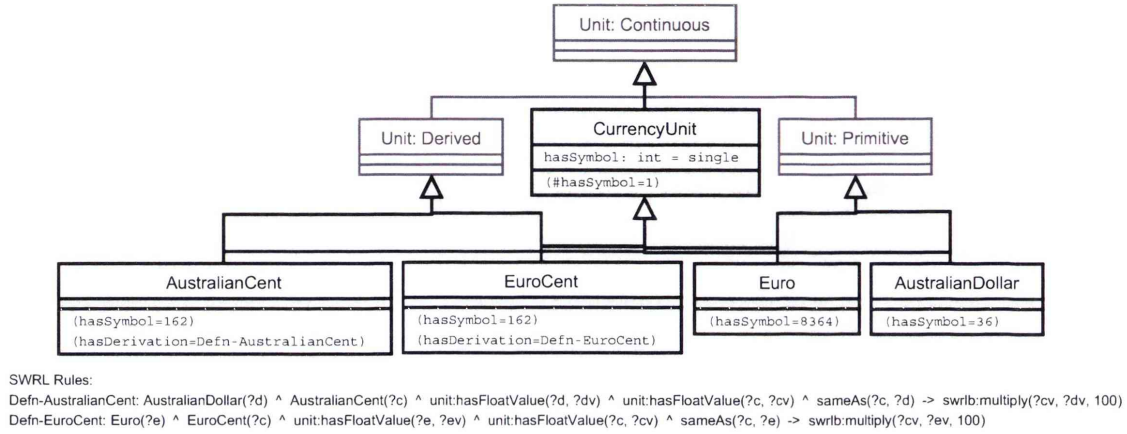 Unit: Continuous
Unit: Derived
CurrencyUnit
hasSymbol: int = single
(#hasSymbol=1)
Unit: Primitive
AustralianCent
(hasSymbol=162)
(hasDerivation=Defn-AustralianCent)
EuroCent
(hasSymbol=162)
(hasDerivation=Defn-EuroCent)
Euro
(hasSymbol=8364)
AustralianDollar
(hasSymbol=36)
SWRL Rules:
Defn-AustralianCent: AustralianDollar(?d) ^ AustralianCent(?c) ^ unit:hasFloatValue(?d, ?dv) ^ unit:hasFloatValue(?c, ?cv) ^ sameAs(?c, ?d) -> swrlb:multiply(?cv, ?dv, 100)
Defn-EuroCent: Euro(?e) ^ EuroCent(?c) ^ unit:hasFloatValue(?e, ?ev) ^ unit:hasFloatValue(?c, ?cv) ^ sameAs(?c, ?e) -> swrlb:multiply(?cv, ?ev, 100)